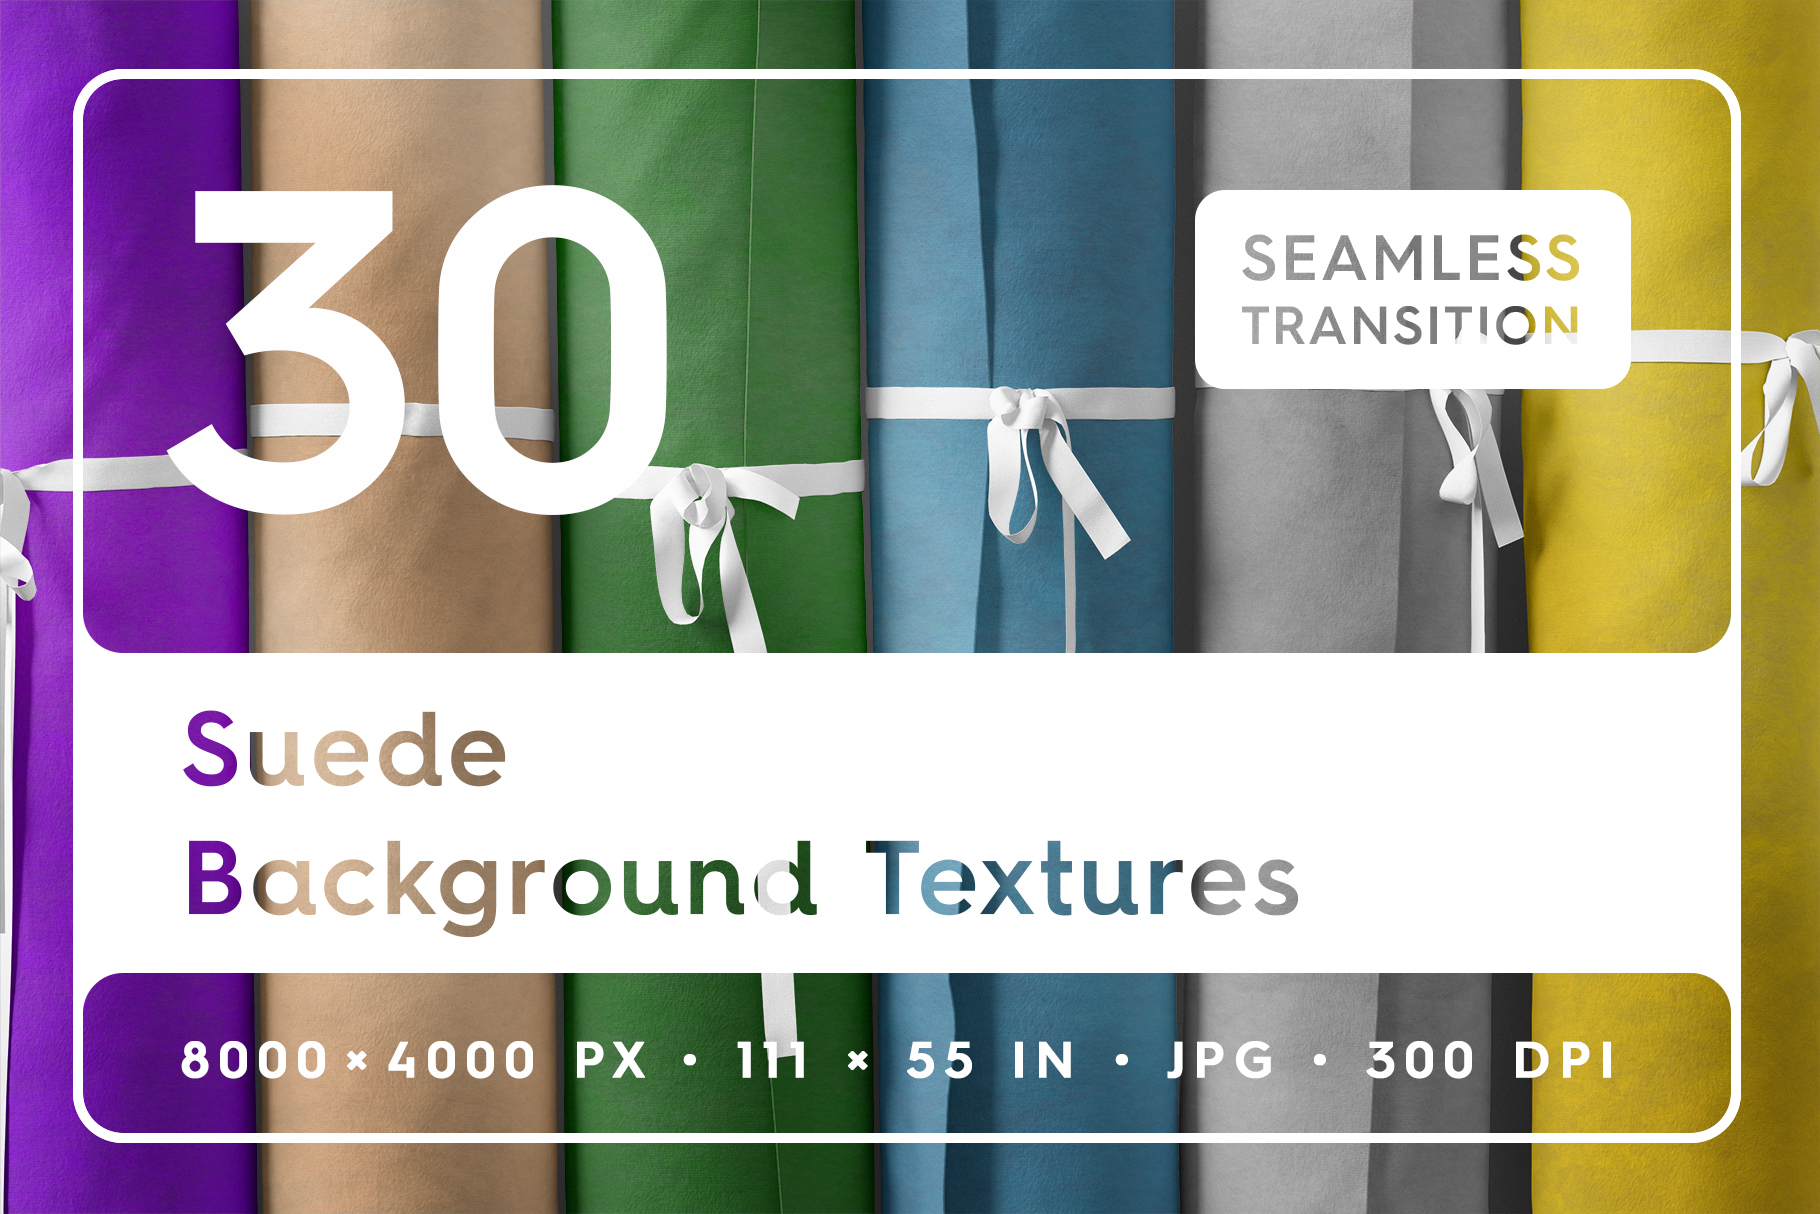 30
SEAMLESS
TRANSITION
Suede
Background Textures
8000 × 4000 PX • 111 × 55 IN • JPG • 300 DPI